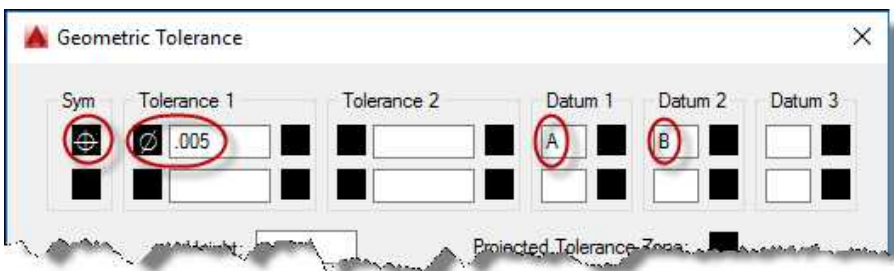 Geometric Tolerance
Sym Tolerance 1 Tolerance 2 Datum 1 Datum 2 Datum 3
⌖ ⌀ .005 A B
Projected Tolerance Zone: